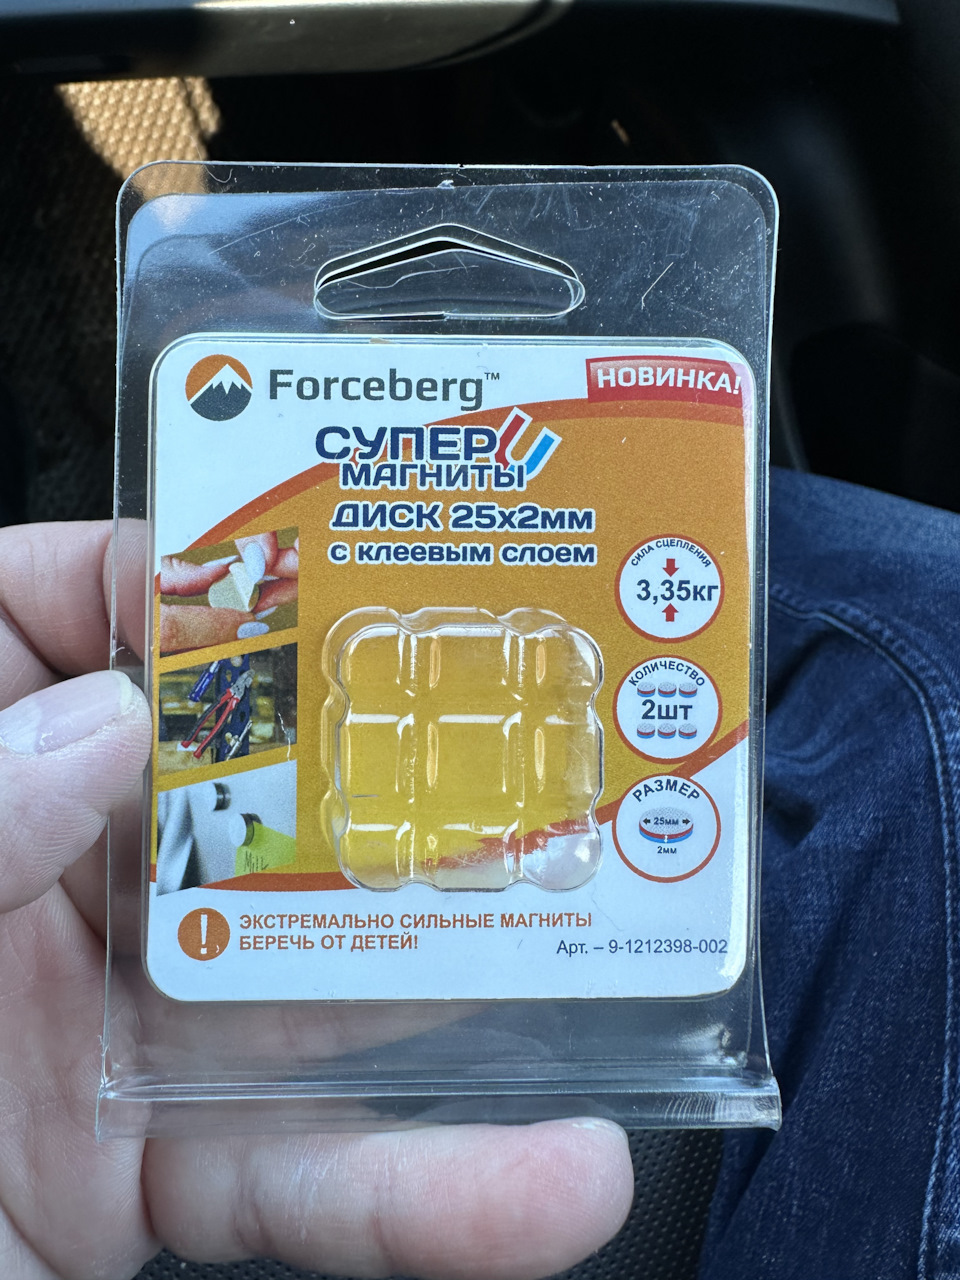 Forceberg™
НОВИНКА!
СУПЕР
МАГНИТЫ
ДИСК 25х2мм
с клеевым слоем
СИЛА СЦЕПЛЕНИЯ
3,35кг
КОЛИЧЕСТВО
2шт
РАЗМЕР
25мм
2мм
Milk
! ЭКСТРЕМАЛЬНО СИЛЬНЫЕ МАГНИТЫ
БЕРЕЧЬ ОТ ДЕТЕЙ!
Арт. – 9-1212398-002